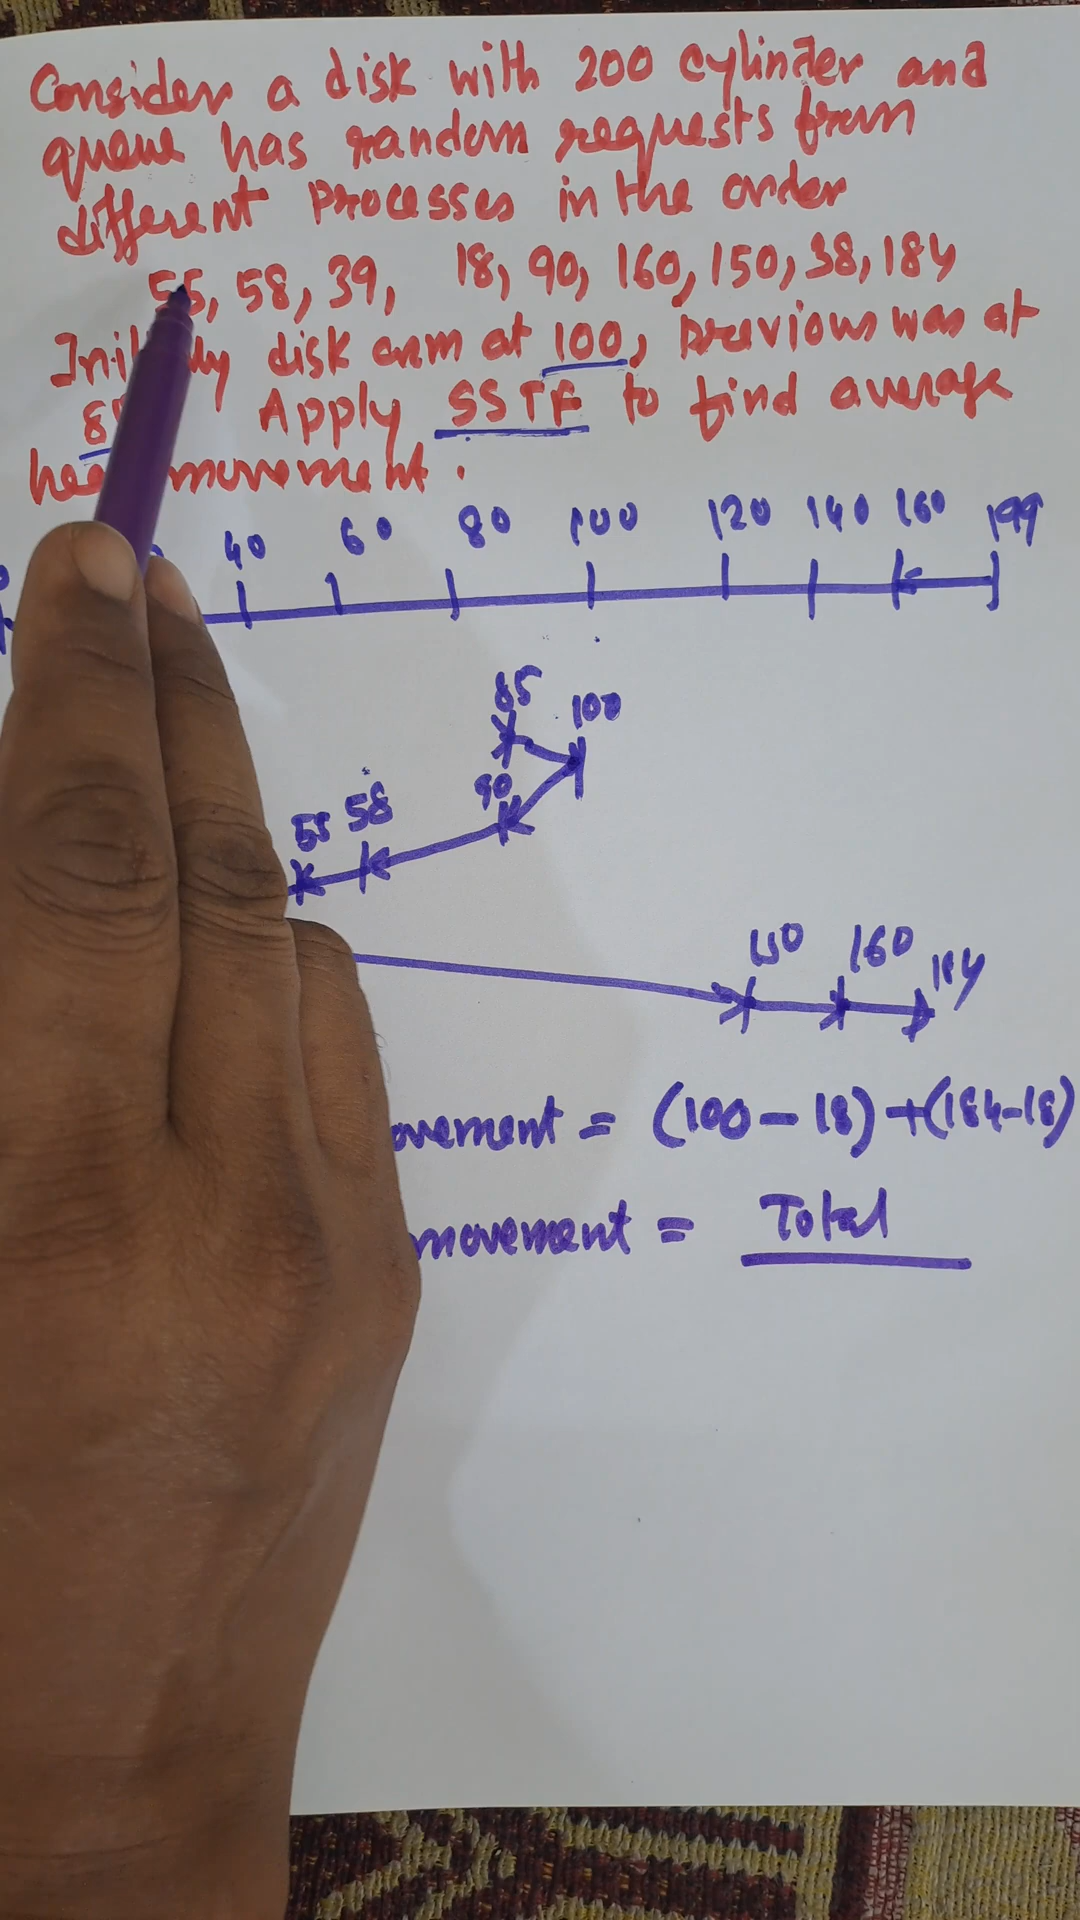 Consider a disk with 200 cylinder and
queue has random requests from
different processes in the order
55, 58, 39, 18, 90, 160, 150, 38, 184
disk arm at 100, previous was at
Apply SSTF to find average
movement.
40 60 80 100 120 140 160 199
85
100
90
58
55
150 160 184
ovement = (100-18)+(184-18)
movement = Total